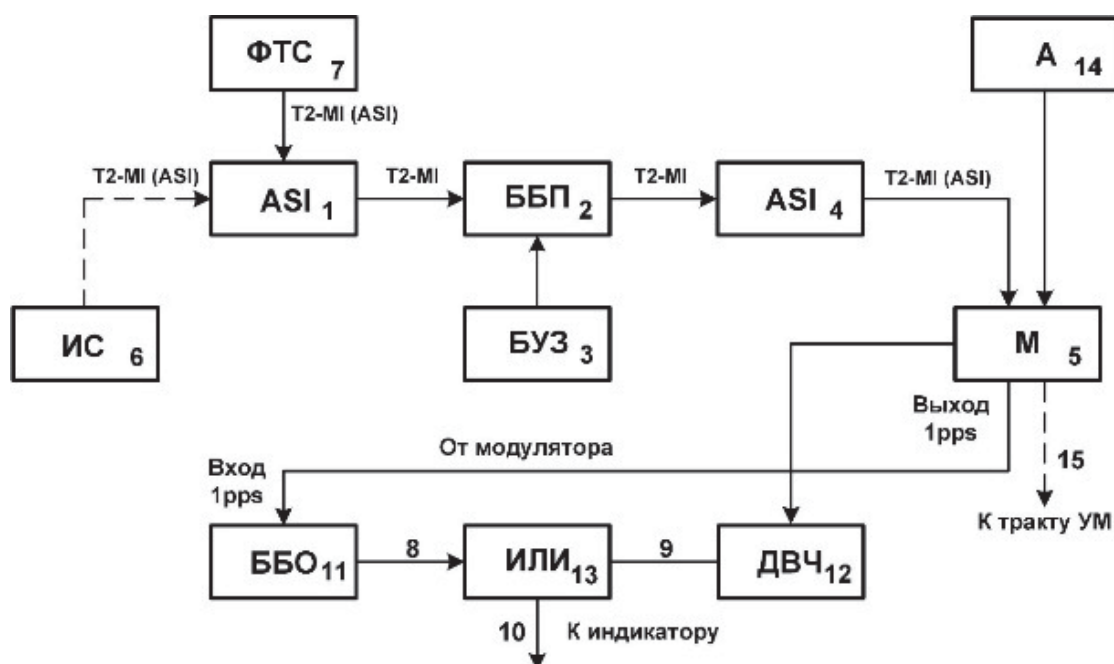 ФТС 7
А 14
T2-MI (ASI)
T2-MI (ASI)
T2-MI
T2-MI
T2-MI (ASI)
ASI 1
ББП 2
ASI 4
ИС 6
БУЗ 3
М 5
Выход
1pps
От модулятора
Вход
1pps
15
К тракту УМ
ББО 11
8
ИЛИ 13
9
ДВЧ 12
10
К индикатору